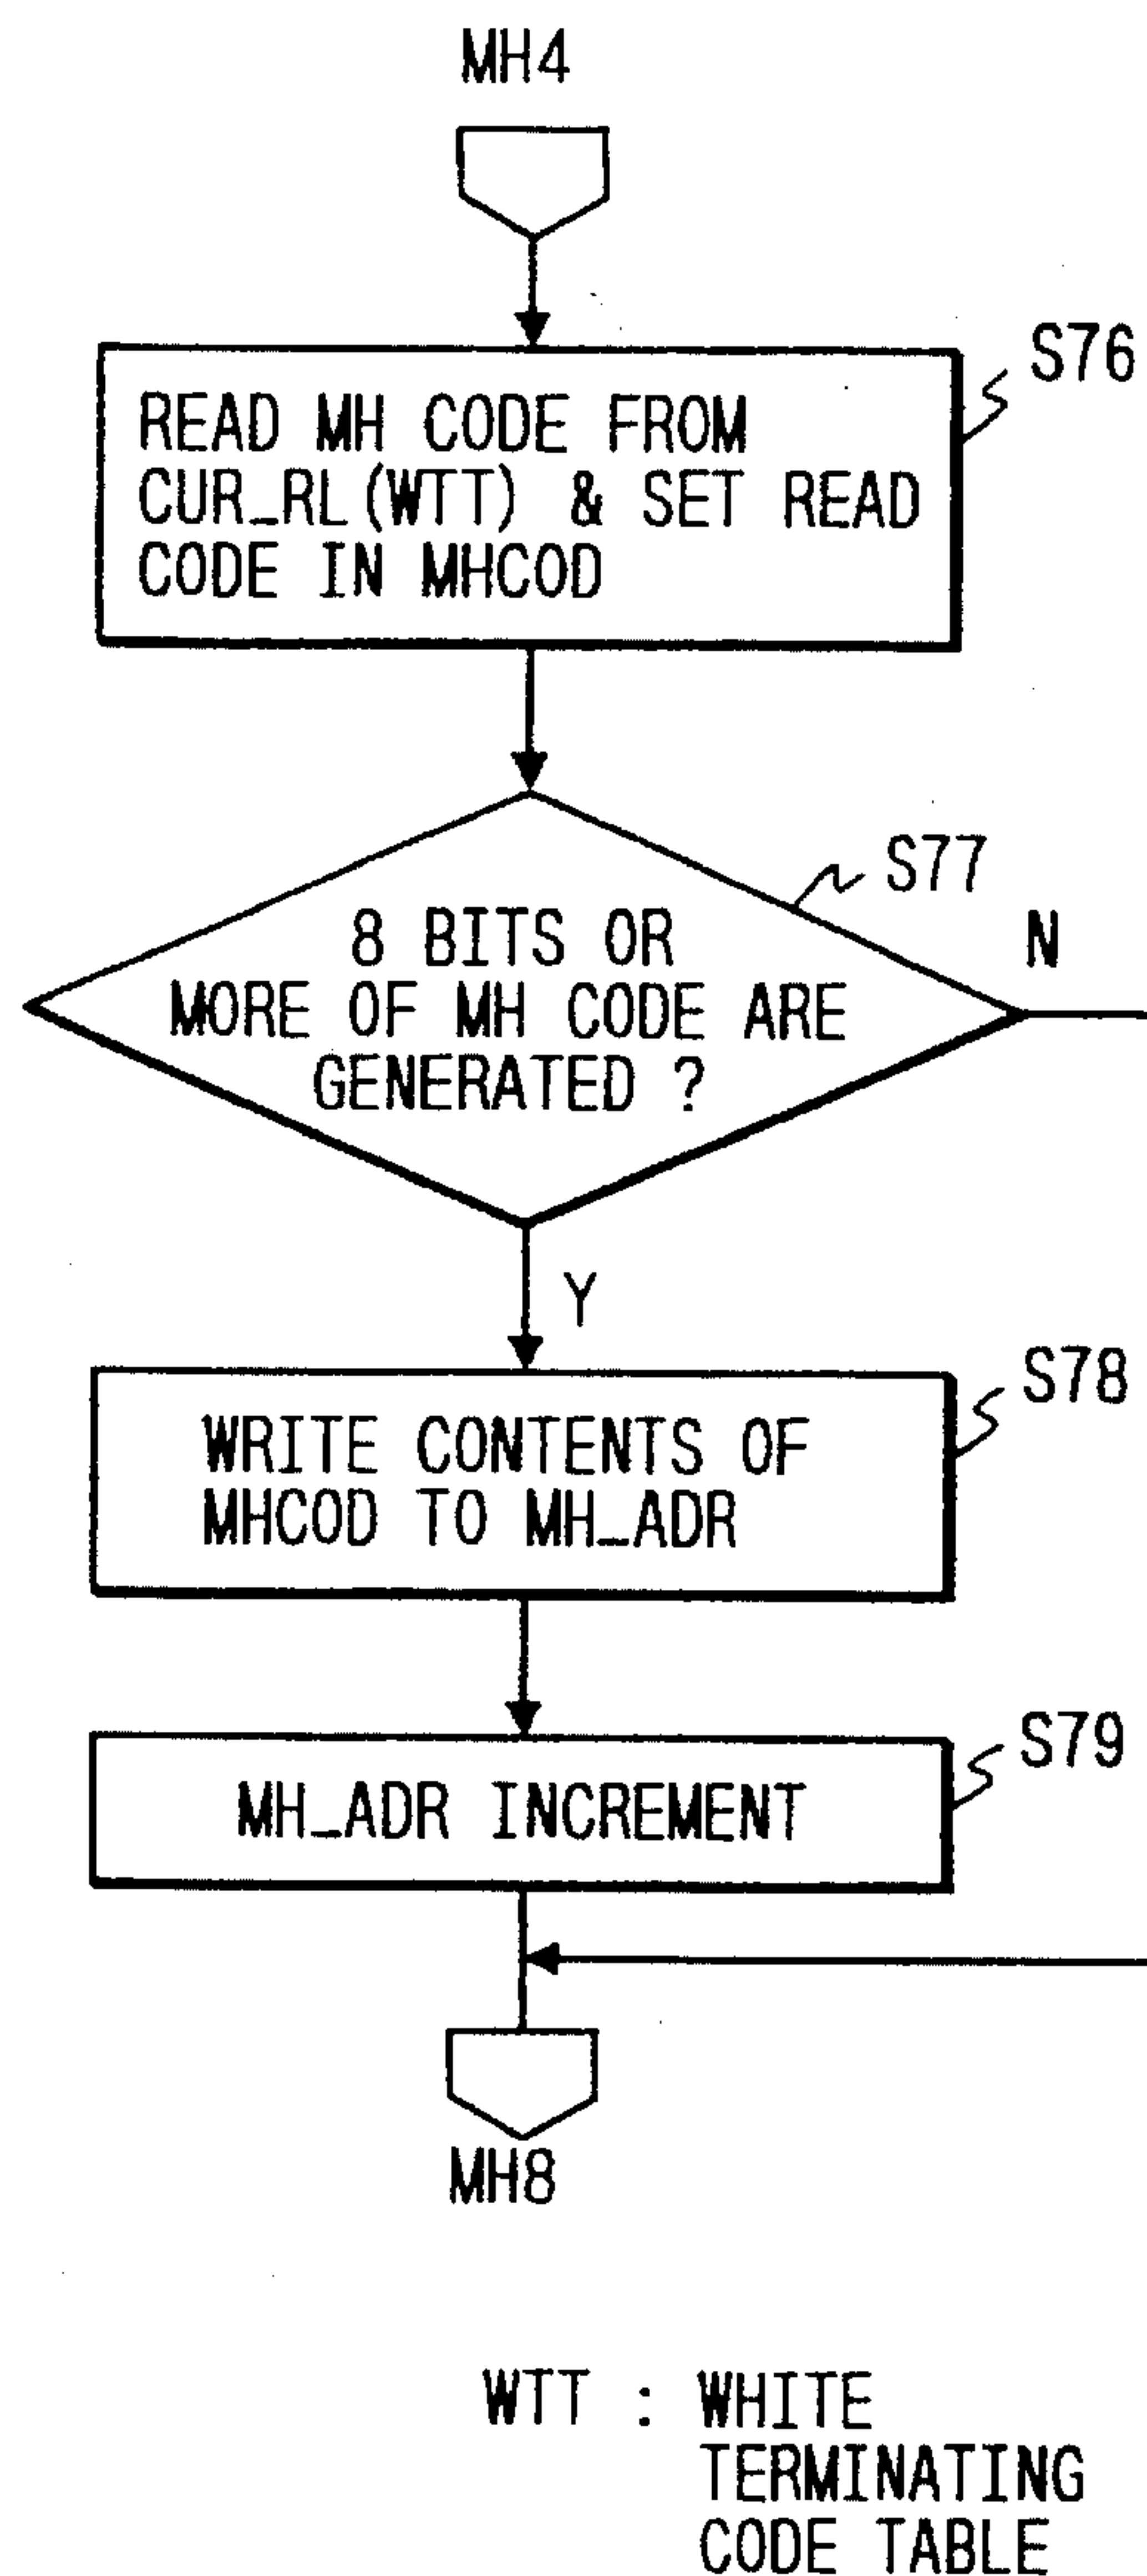 MH4
S76
READ MH CODE FROM
CUR_RL(WTT) & SET READ
CODE IN MHCOD
S77
N
8 BITS OR
MORE OF MH CODE ARE
GENERATED ?
Y
S78
WRITE CONTENTS OF
MHCOD TO MH_ADR
S79
MH_ADR INCREMENT
MH8
WTT : WHITE
TERMINATING
CODE TABLE